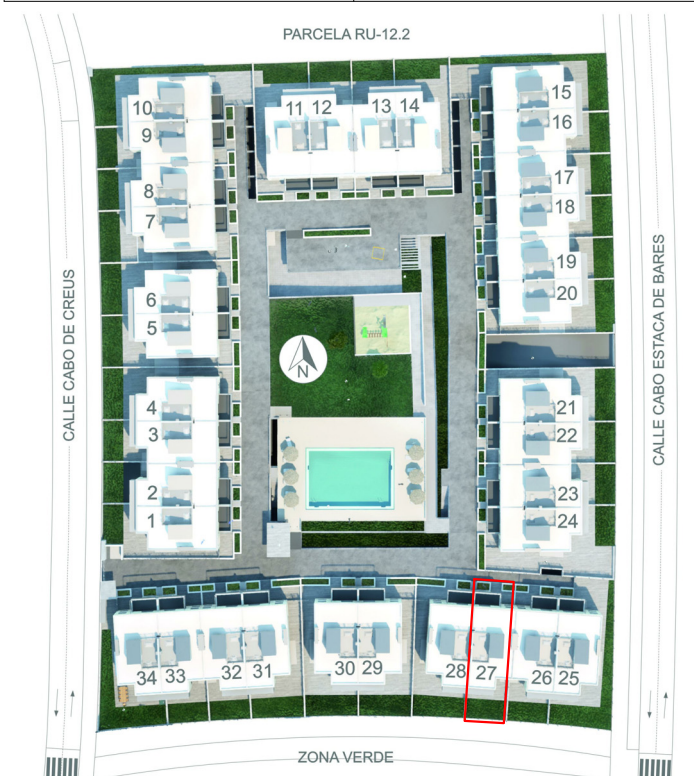 PARCELA RU-12.2
11 12 13 14
10
9
8
7
6
5
4
3
2
1
15
16
17
18
19
20
21
22
23
24
N
CALLE CABO DE CREUS
CALLE CABO ESTACA DE BARES
34 33 32 31 30 29 28 27 26 25
ZONA VERDE